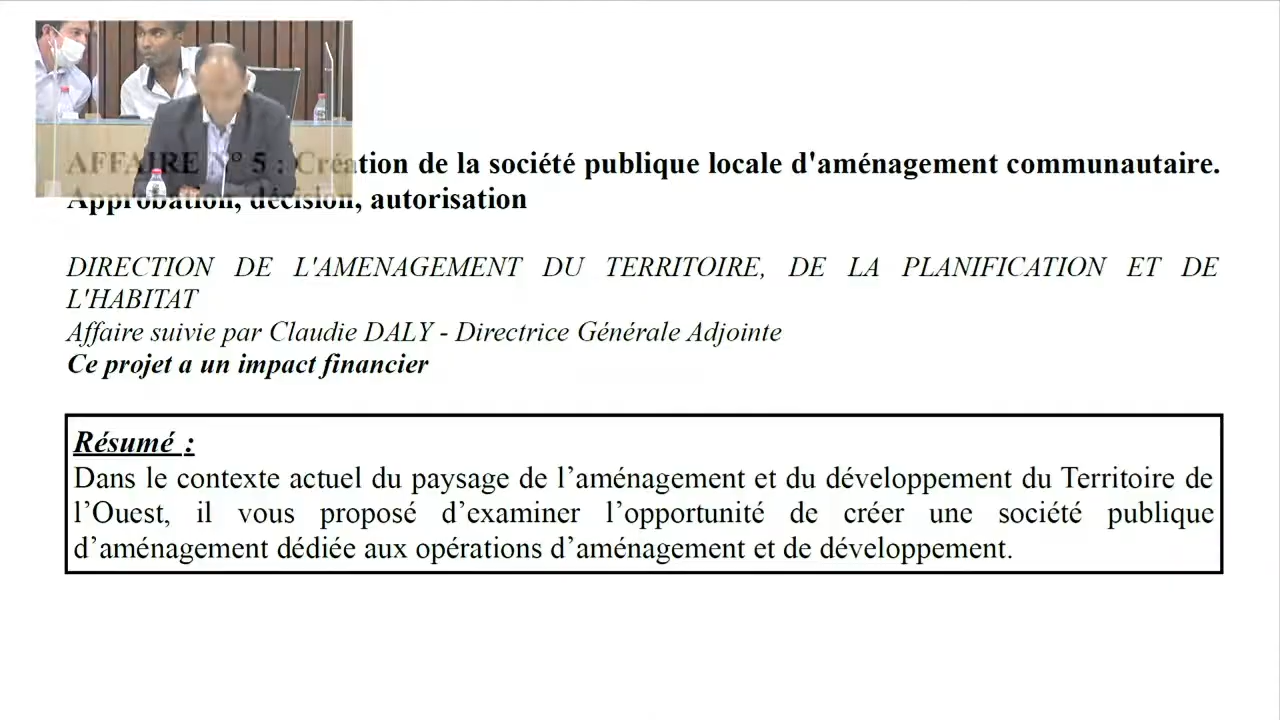 AFFAIRE N° 5 : Création de la société publique locale d'aménagement communautaire.
Approbation, décision, autorisation
DIRECTION DE L'AMENAGEMENT DU TERRITOIRE, DE LA PLANIFICATION ET DE
L'HABITAT
Affaire suivie par Claudie DALY - Directrice Générale Adjointe
Ce projet a un impact financier
Résumé :
Dans le contexte actuel du paysage de l’aménagement et du développement du Territoire de
l’Ouest, il vous proposé d’examiner l’opportunité de créer une société publique
d’aménagement dédiée aux opérations d’aménagement et de développement.